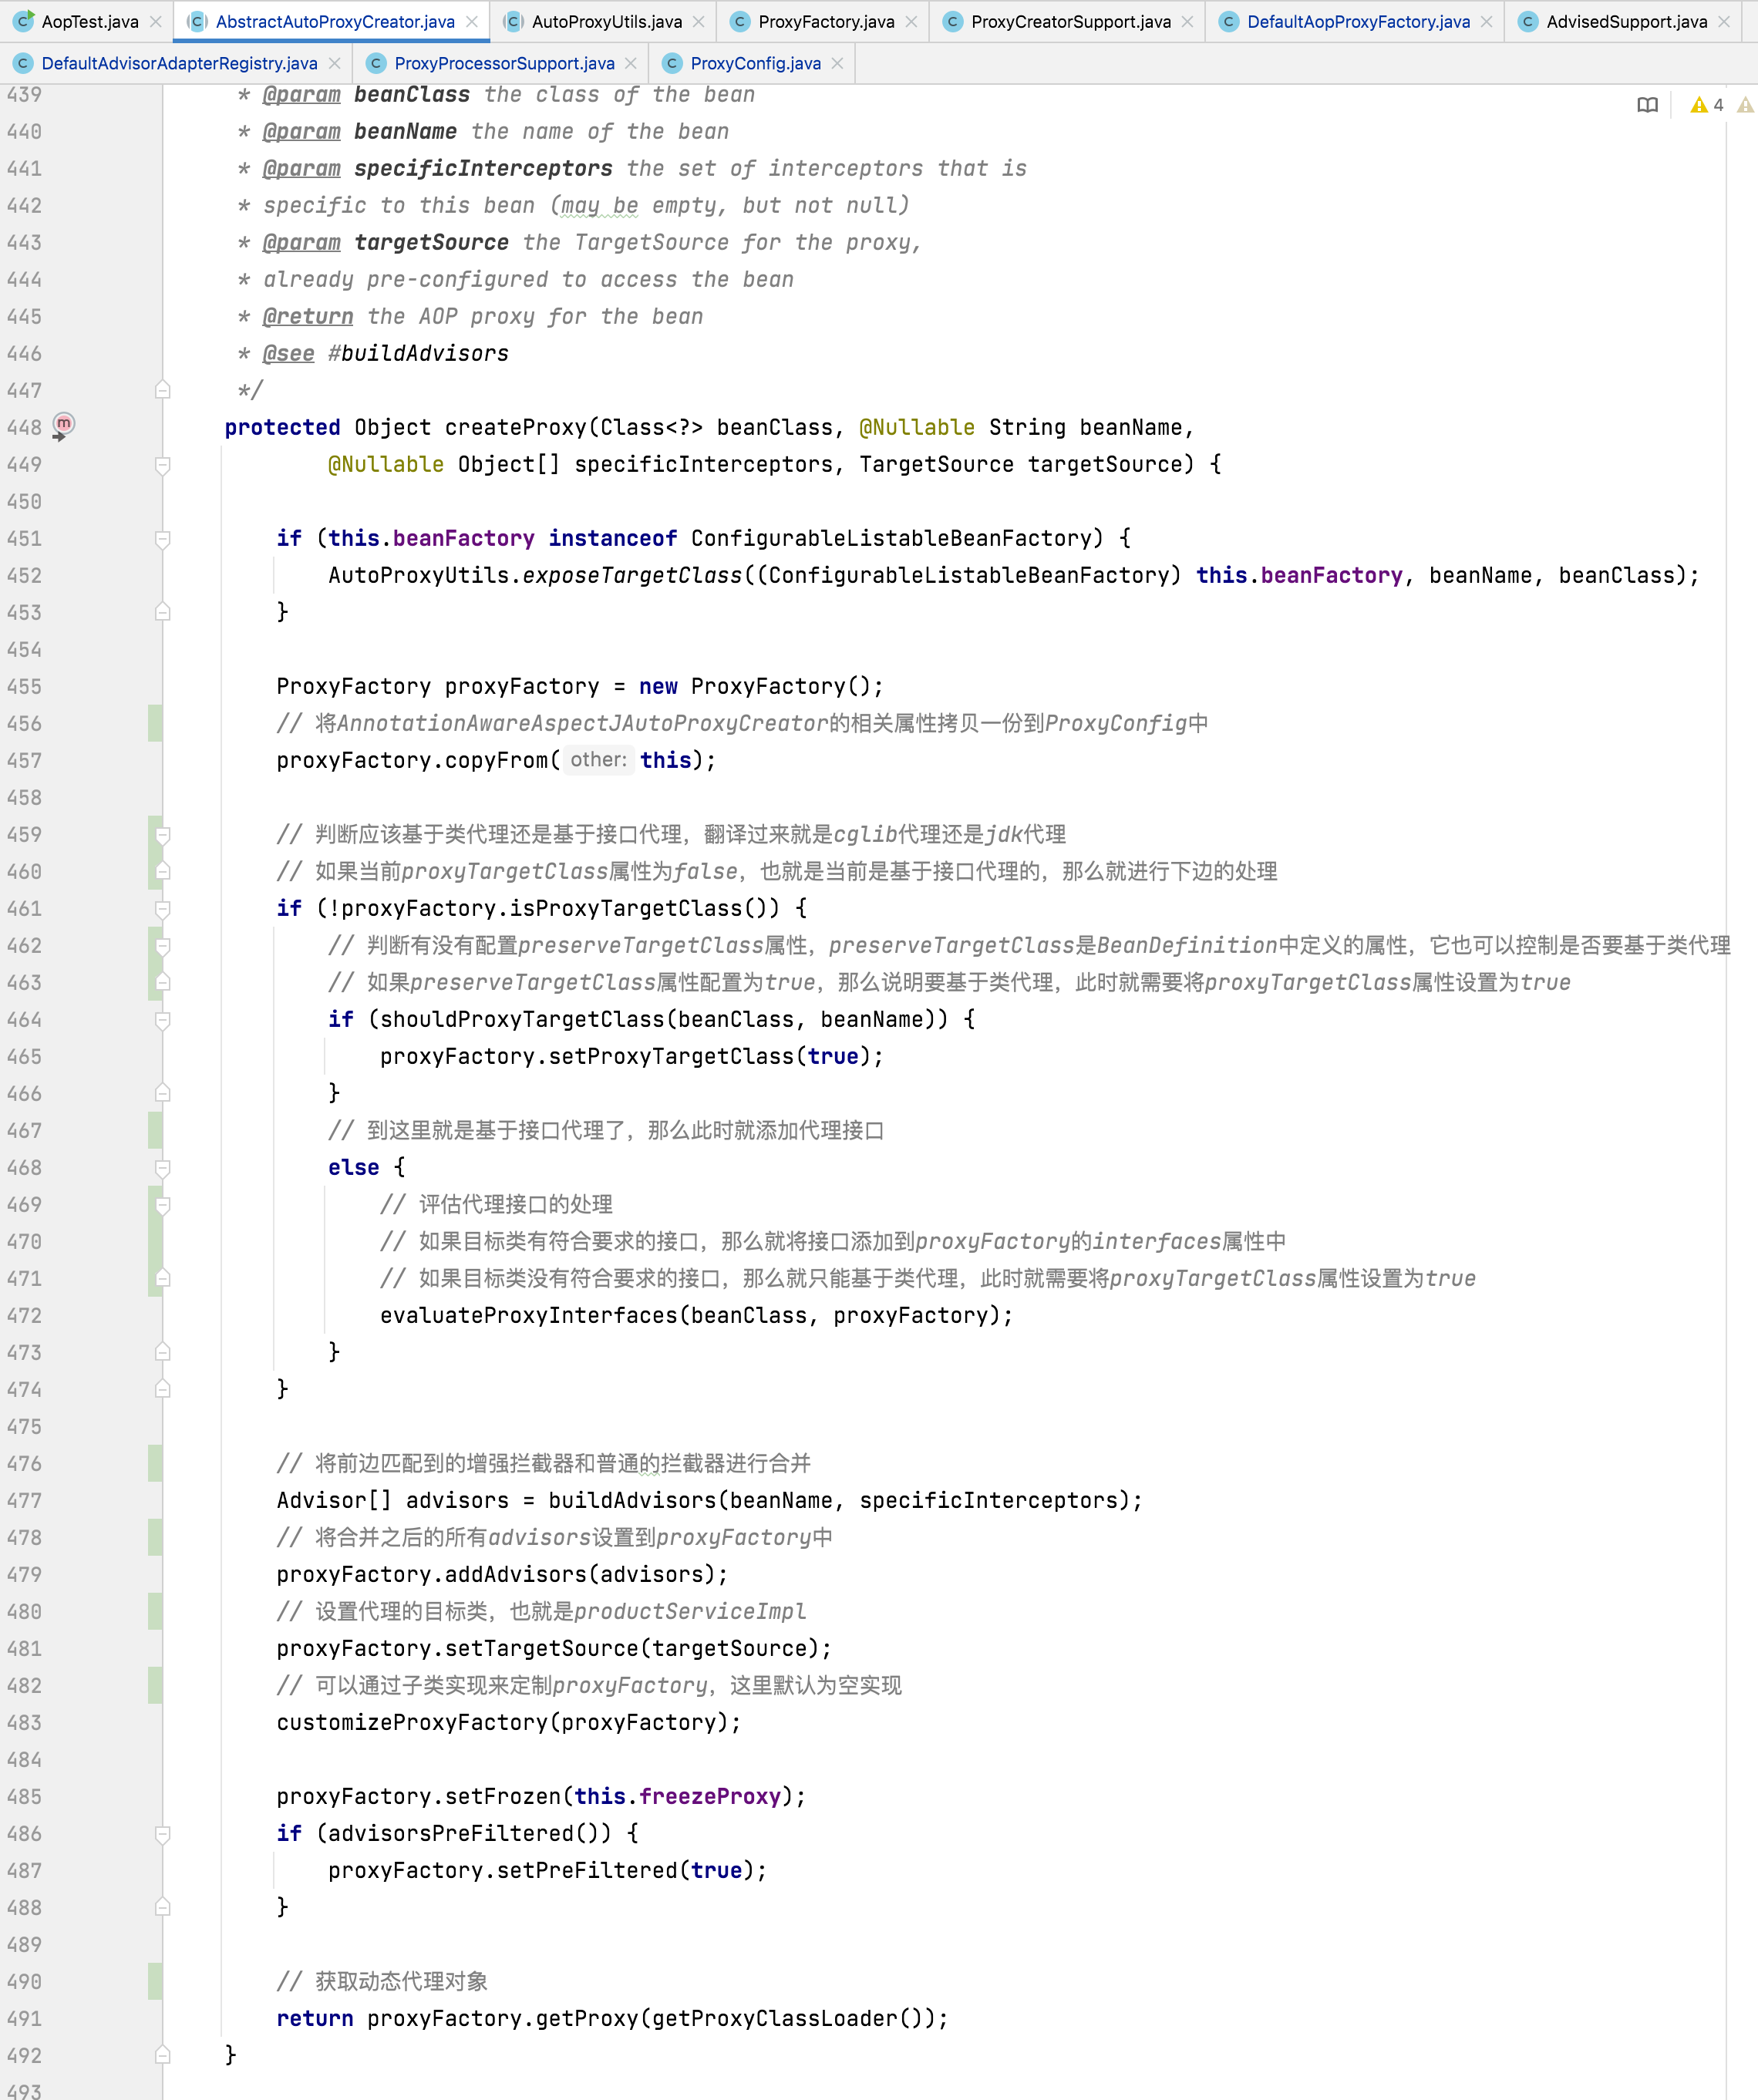 AopTest.java AbstractAutoProxyCreator.java AutoProxyUtils.java ProxyFactory.java ProxyCreatorSupport.java DefaultAopProxyFactory.java AdvisedSupport.java
DefaultAdvisorAdapterRegistry.java ProxyProcessorSupport.java ProxyConfig.java
439 * @param beanClass the class of the bean
4
440 * @param beanName the name of the bean
441 * @param specificInterceptors the set of interceptors that is
442 * specific to this bean (may be empty, but not null)
443 * @param targetSource the TargetSource for the proxy,
444 * already pre-configured to access the bean
445 * @return the AOP proxy for the bean
446 * @see #buildAdvisors
447 */
448 protected Object createProxy(Class<?> beanClass, @Nullable String beanName,
449 @Nullable Object[] specificInterceptors, TargetSource targetSource) {
450
451 if (this.beanFactory instanceof ConfigurableListableBeanFactory) {
452 AutoProxyUtils.exposeTargetClass((ConfigurableListableBeanFactory) this.beanFactory, beanName, beanClass);
453 }
454
455 ProxyFactory proxyFactory = new ProxyFactory();
456 // 将AnnotationAwareAspectJAutoProxyCreator的相关属性拷贝一份到ProxyConfig中
457 proxyFactory.copyFrom( other: this);
458
459 // 判断应该基于类代理还是基于接口代理，翻译过来就是cglib代理还是jdk代理
460 // 如果当前proxyTargetClass属性为false，也就是当前是基于接口代理的，那么就进行下边的处理
461 if (!proxyFactory.isProxyTargetClass()) {
462 // 判断有没有配置preserveTargetClass属性，preserveTargetClass是BeanDefinition中定义的属性，它也可以控制是否要基于类代理
463 // 如果preserveTargetClass属性配置为true，那么说明要基于类代理，此时就需要将proxyTargetClass属性设置为true
464 if (shouldProxyTargetClass(beanClass, beanName)) {
465 proxyFactory.setProxyTargetClass(true);
466 }
467 // 到这里就是基于接口代理了，那么此时就添加代理接口
468 else {
469 // 评估代理接口的处理
470 // 如果目标类有符合要求的接口，那么就将接口添加到proxyFactory的interfaces属性中
471 // 如果目标类没有符合要求的接口，那么就只能基于类代理，此时就需要将proxyTargetClass属性设置为true
472 evaluateProxyInterfaces(beanClass, proxyFactory);
473 }
474 }
475
476 // 将前边匹配到的增强拦截器和普通的拦截器进行合并
477 Advisor[] advisors = buildAdvisors(beanName, specificInterceptors);
478 // 将合并之后的所有advisors设置到proxyFactory中
479 proxyFactory.addAdvisors(advisors);
480 // 设置代理的目标类，也就是productServiceImpl
481 proxyFactory.setTargetSource(targetSource);
482 // 可以通过子类实现来定制proxyFactory，这里默认为空实现
483 customizeProxyFactory(proxyFactory);
484
485 proxyFactory.setFrozen(this.freezeProxy);
486 if (advisorsPreFiltered()) {
487 proxyFactory.setPreFiltered(true);
488 }
489
490 // 获取动态代理对象
491 return proxyFactory.getProxy(getProxyClassLoader());
492 }
493